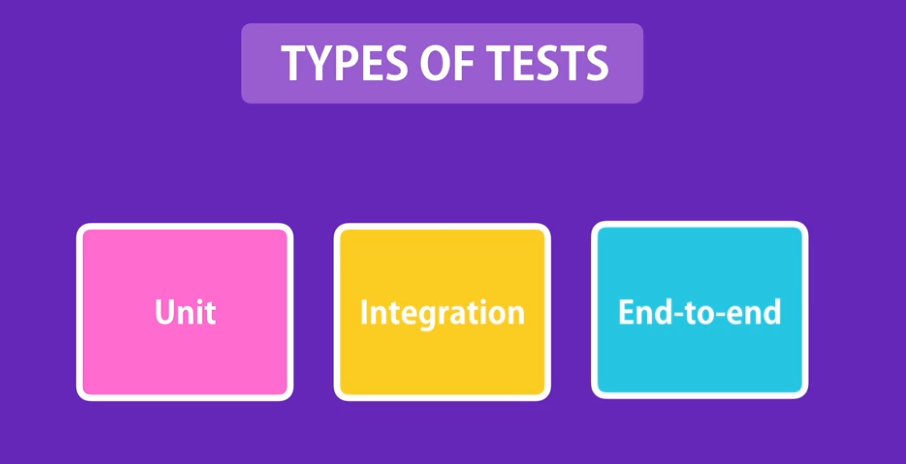 TYPES OF TESTS
Unit
Integration
End-to-end